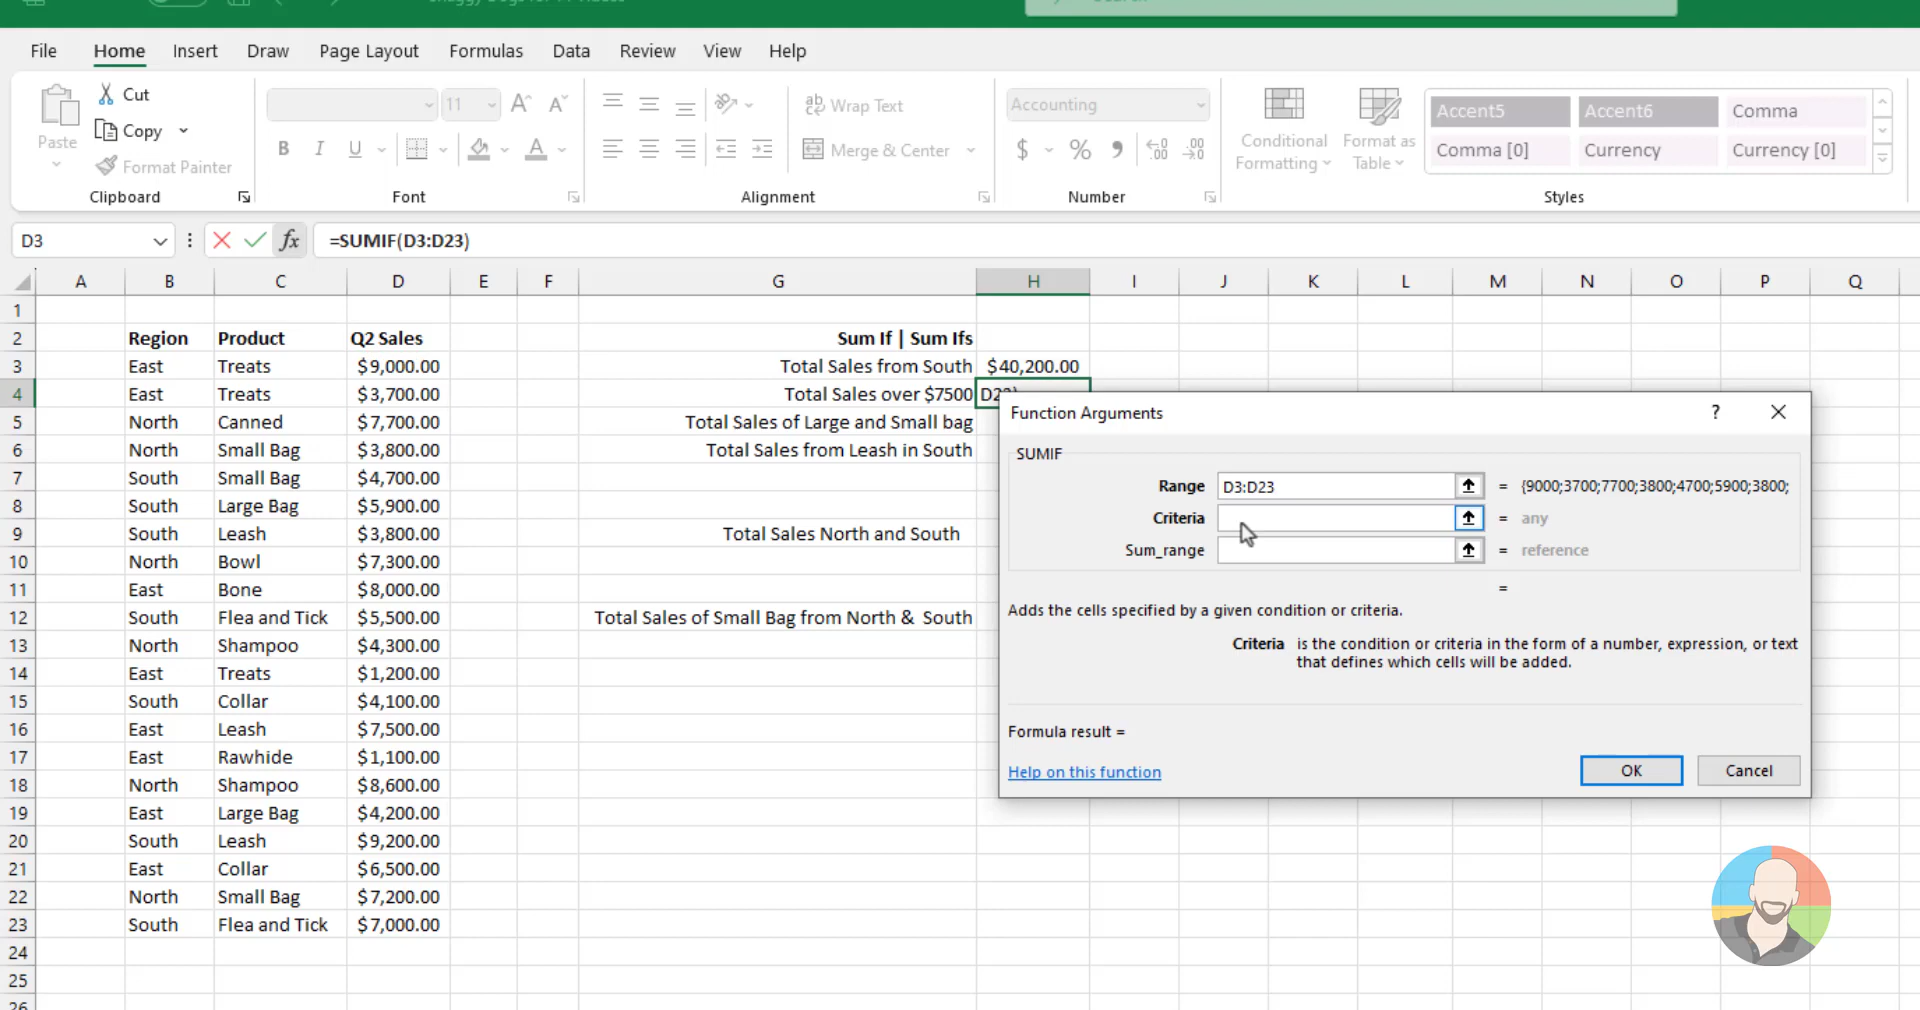 File Home Insert Draw Page Layout Formulas Data Review View Help
Paste
Cut
Copy
Format Painter
Clipboard
11 A A
B I U A
Font
ab Wrap Text
Merge & Center
Alignment
Accounting
$ % 9 .00 .00
Number
Conditional Formatting
Format as Table
Accent5 Accent6 Comma
Comma [0] Currency Currency [0]
Styles
D3 fx =SUMIF(D3:D23)
A B C D E F G H I J K L M N O P Q
1
2 Region Product Q2 Sales Sum If | Sum Ifs
3 East Treats $9,000.00 Total Sales from South $40,200.00
4 East Treats $3,700.00 Total Sales over $7500
5 North Canned $7,700.00 Total Sales of Large and Small bag
6 North Small Bag $3,800.00 Total Sales from Leash in South
7 South Small Bag $4,700.00
8 South Large Bag $5,900.00
9 South Leash $3,800.00 Total Sales North and South
10 North Bowl $7,300.00
11 East Bone $8,000.00
12 South Flea and Tick $5,500.00 Total Sales of Small Bag from North & South
13 North Shampoo $4,300.00
14 East Treats $1,200.00
15 South Collar $4,100.00
16 East Leash $7,500.00
17 East Rawhide $1,100.00
18 North Shampoo $8,600.00
19 East Large Bag $4,200.00
20 South Leash $9,200.00
21 East Collar $6,500.00
22 North Small Bag $7,200.00
23 South Flea and Tick $7,000.00
24
25
Function Arguments ?
SUMIF
Range D3:D23 = {9000;3700;7700;3800;4700;5900;3800;
Criteria = any
Sum_range = reference
=
Adds the cells specified by a given condition or criteria.
Criteria is the condition or criteria in the form of a number, expression, or text
that defines which cells will be added.
Formula result =
Help on this function OK Cancel